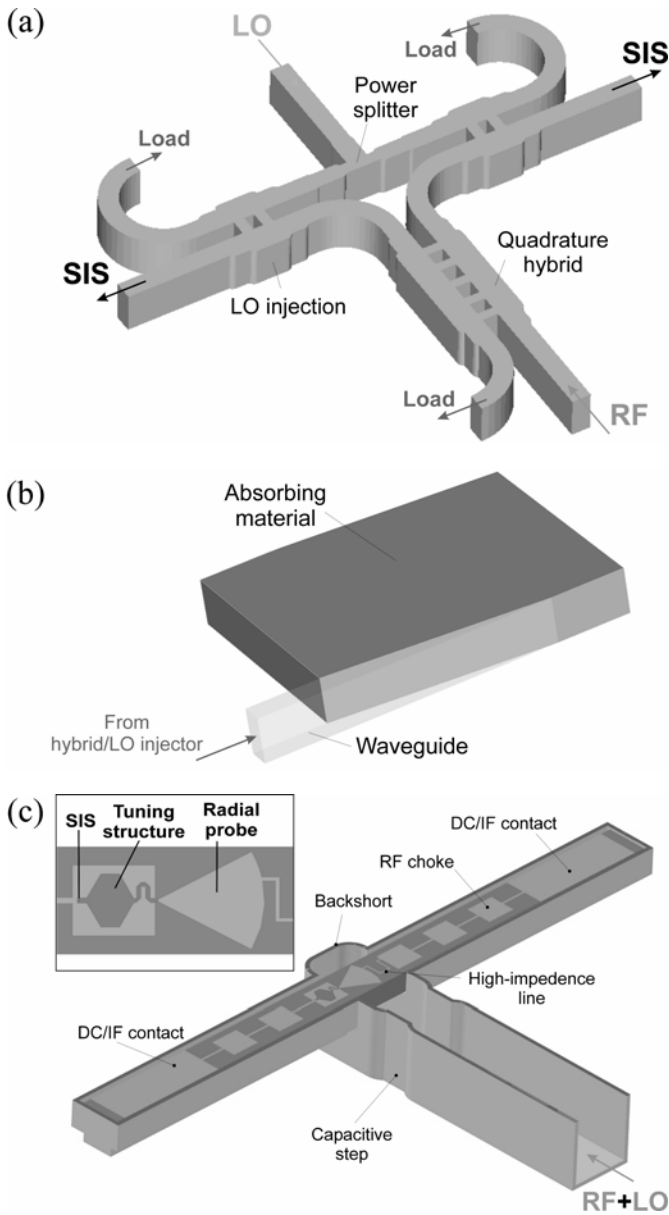 (a)
LO
Load
SIS
Power
splitter
Load
Quadrature
hybrid
SIS
LO injection
Load
RF
(b)
Absorbing
material
From
hybrid/LO injector
Waveguide
(c)
SIS
Tuning
structure
Radial
probe
DC/IF contact
RF choke
Backshort
High-impedence
line
DC/IF contact
Capacitive
step
RF+LO